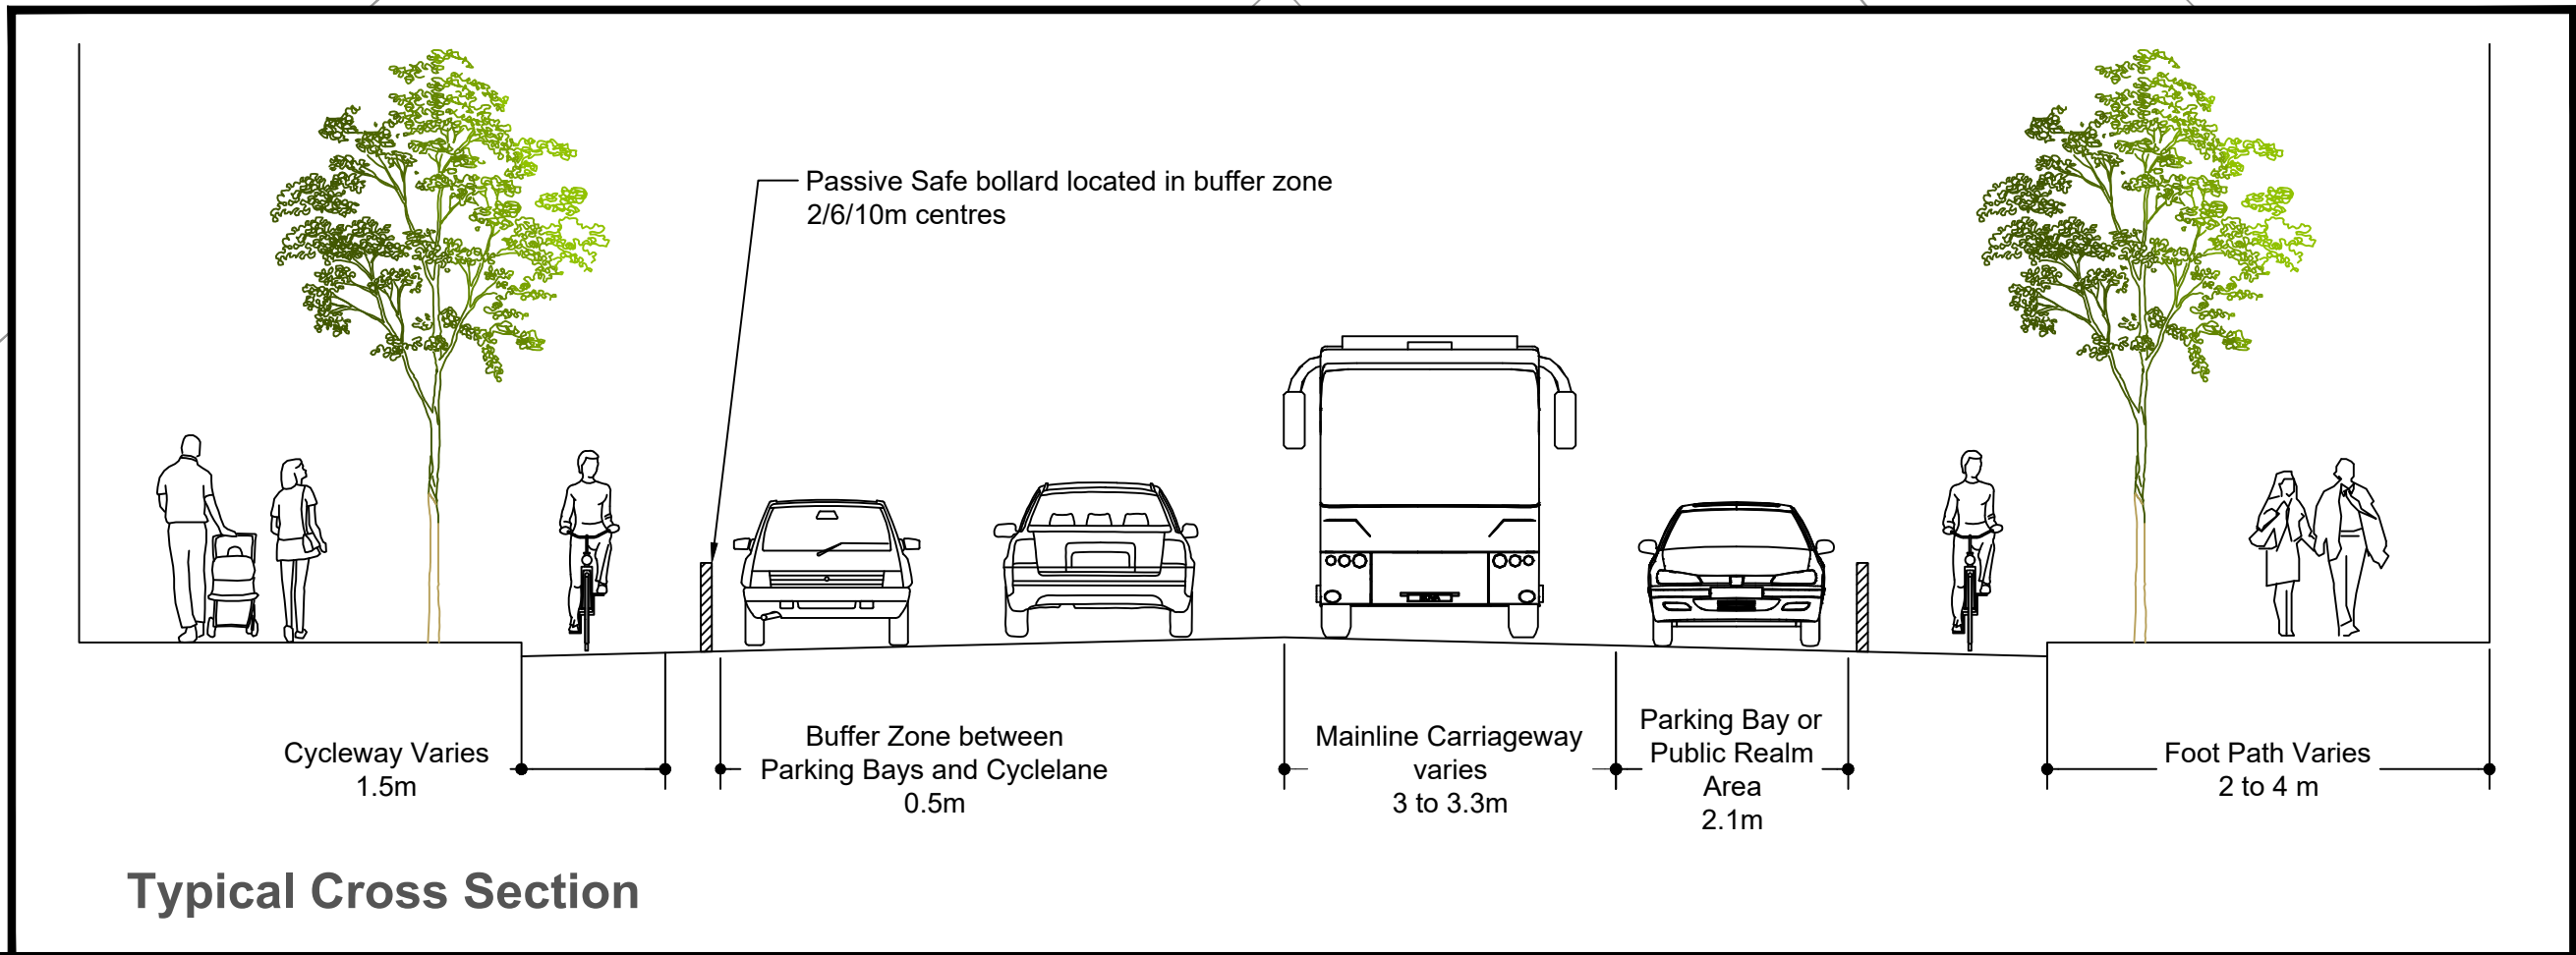 Passive Safe bollard located in buffer zone
2/6/10m centres
Cycleway Varies
1.5m
Buffer Zone between
Parking Bays and Cyclelane
0.5m
Mainline Carriageway
varies
3 to 3.3m
Parking Bay or
Public Realm
Area
2.1m
Foot Path Varies
2 to 4 m
Typical Cross Section